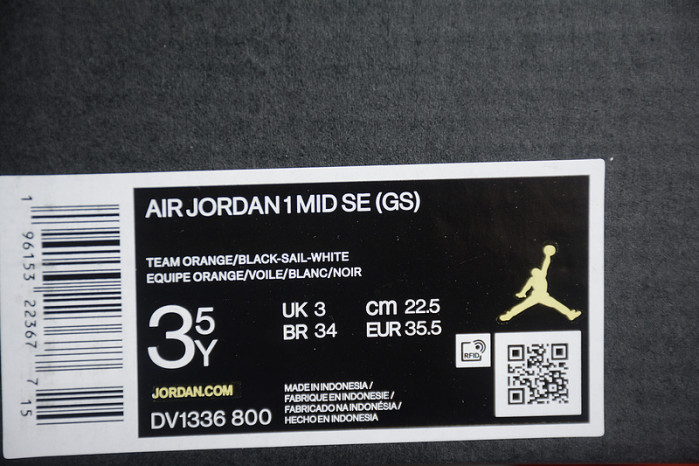 AIR JORDAN 1 MID SE (GS)
TEAM ORANGE/BLACK-SAIL-WHITE
EQUIPE ORANGE/VOILE/BLANC/NOIR
3 5Y
UK 3 cm 22.5
BR 34 EUR 35.5
RFID
JORDAN.COM
DV1336 800
MADE IN INDONESIA /
FABRIQUE EN INDONESIE /
FABRICADO NA INDONÉSIA /
HECHO EN INDONESIA
1 96153 22367 7 15